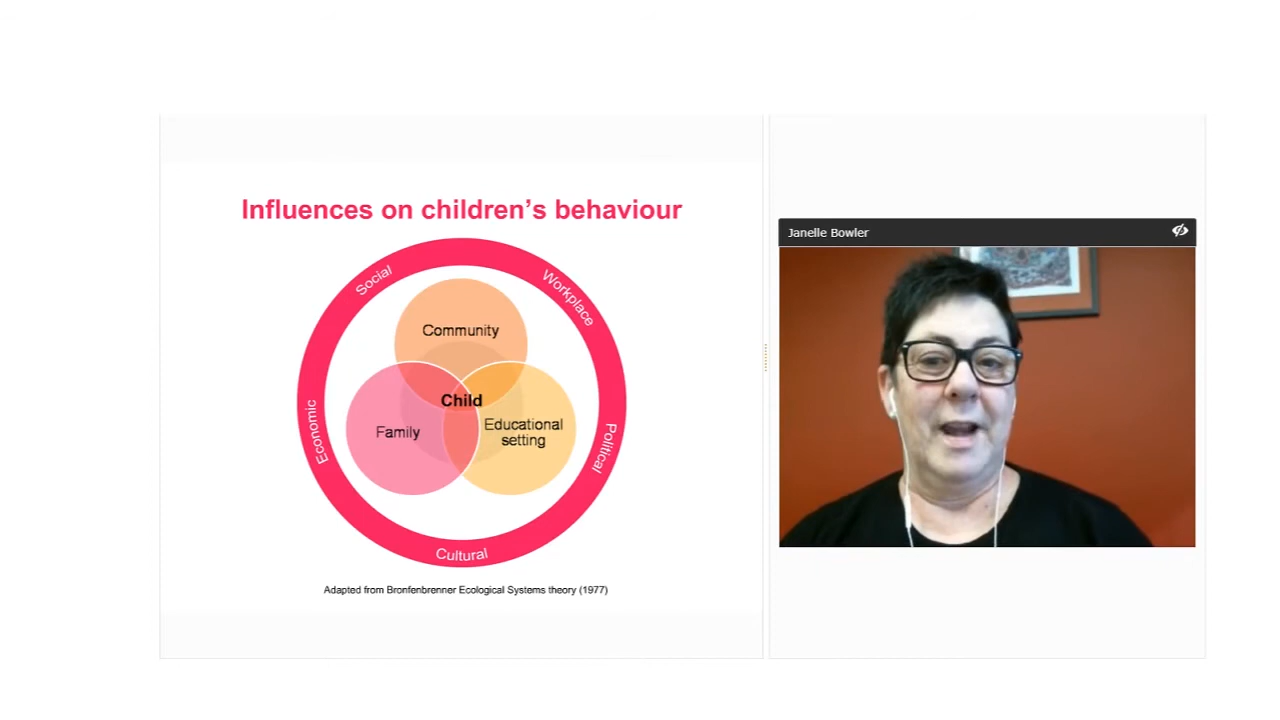 Influences on children's behaviour
Social
Workplace
Community
Child
Family
Educational
setting
Economic
Political
Cultural
Adapted from Bronfenbrenner Ecological Systems theory (1977)
Janelle Bowler